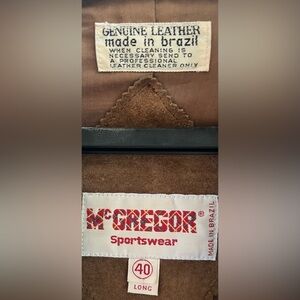 GENUINE LEATHER
made in brazil
WHEN CLEANING IS
NECESSARY SEND TO
A PROFESSIONAL
LEATHER CLEANER ONLY
McGREGOR®
Sportswear
MADE IN BRAZIL
40
LONG